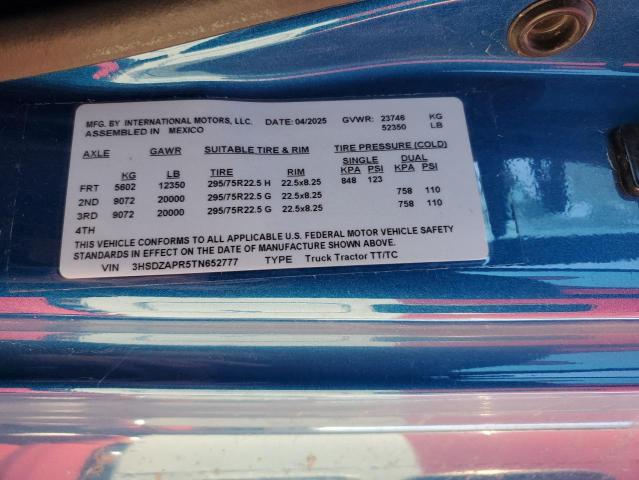 MFG. BY INTERNATIONAL MOTORS, LLC. DATE: 04/2025 GVWR: 23746 KG
ASSEMBLED IN MEXICO 52350 LB
AXLE GAWR SUITABLE TIRE & RIM TIRE PRESSURE (COLD)
SINGLE DUAL
KG LB TIRE RIM KPA PSI KPA PSI
FRT 5602 12350 295/75R22.5 H 22.5x8.25 848 123
2ND 9072 20000 295/75R22.5 G 22.5x8.25 758 110
3RD 9072 20000 295/75R22.5 G 22.5x8.25 758 110
4TH
THIS VEHICLE CONFORMS TO ALL APPLICABLE U.S. FEDERAL MOTOR VEHICLE SAFETY
STANDARDS IN EFFECT ON THE DATE OF MANUFACTURE SHOWN ABOVE.
VIN 3HSDZAPR5TN652777 TYPE Truck Tractor TT/TC